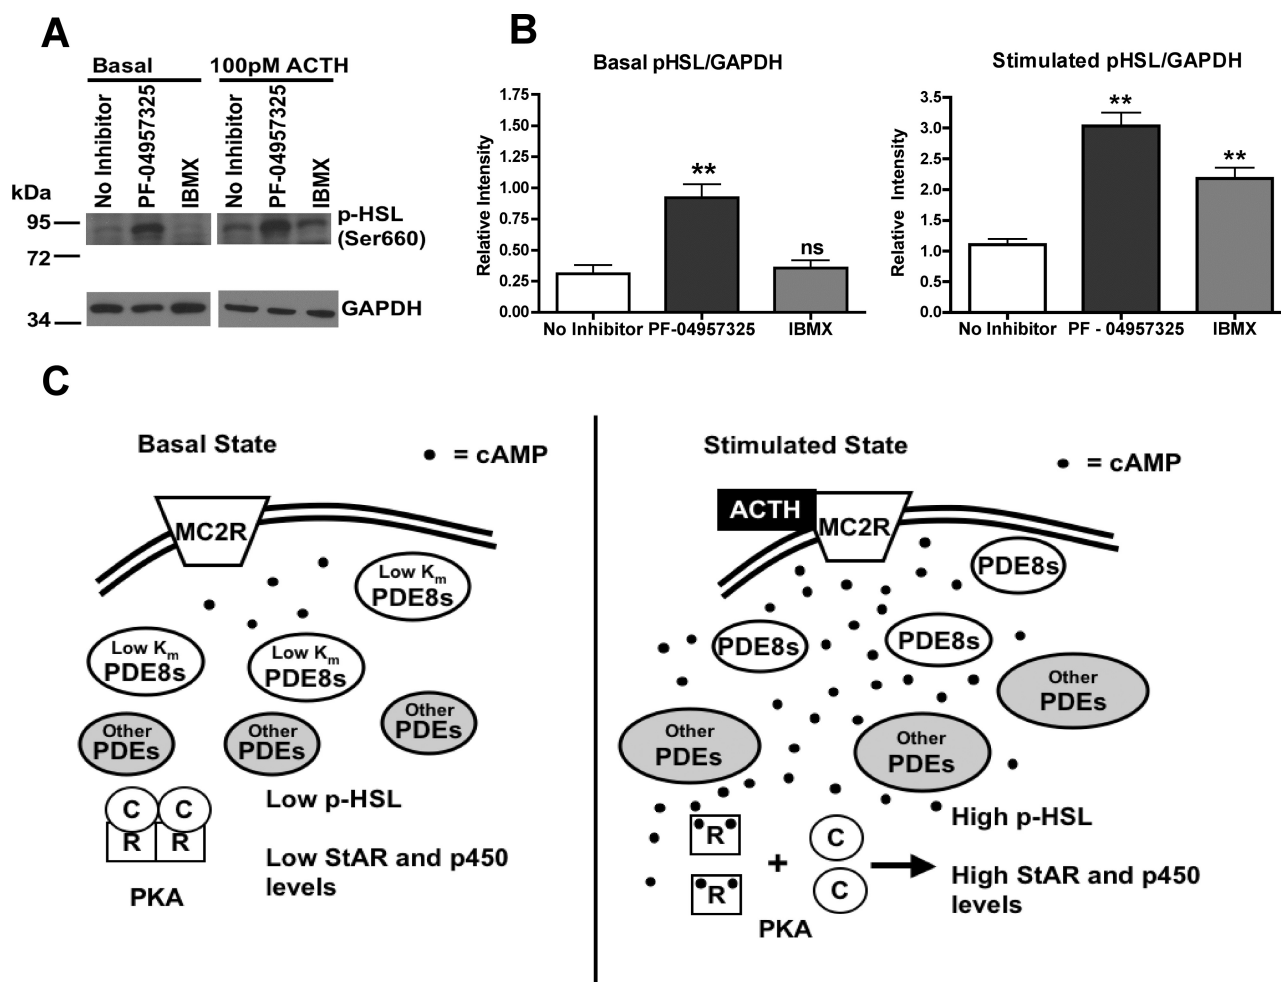 A
Basal
100pM ACTH
No Inhibitor
PF-04957325
IBMX
No Inhibitor
PF-04957325
IBMX
kDa
95
72
34
p-HSL
(Ser660)
GAPDH
B
Basal pHSL/GAPDH
Relative Intensity
1.75
1.50
1.25
1.00
0.75
0.50
0.25
0.00
**
ns
No Inhibitor
PF-04957325
IBMX
Stimulated pHSL/GAPDH
Relative Intensity
3.5
3.0
2.5
2.0
1.5
1.0
0.5
0.0
**
**
No Inhibitor
PF - 04957325
IBMX
C
Basal State
= cAMP
MC2R
Low Km
PDE8s
Low Km
PDE8s
Low Km
PDE8s
Other
PDEs
Other
PDEs
Other
PDEs
C C
R R
PKA
Low p-HSL
Low StAR and p450
levels
Stimulated State
= cAMP
ACTH
MC2R
PDE8s
PDE8s
PDE8s
Other
PDEs
Other
PDEs
Other
PDEs
R
R
+
C
C
PKA
High p-HSL
High StAR and p450
levels